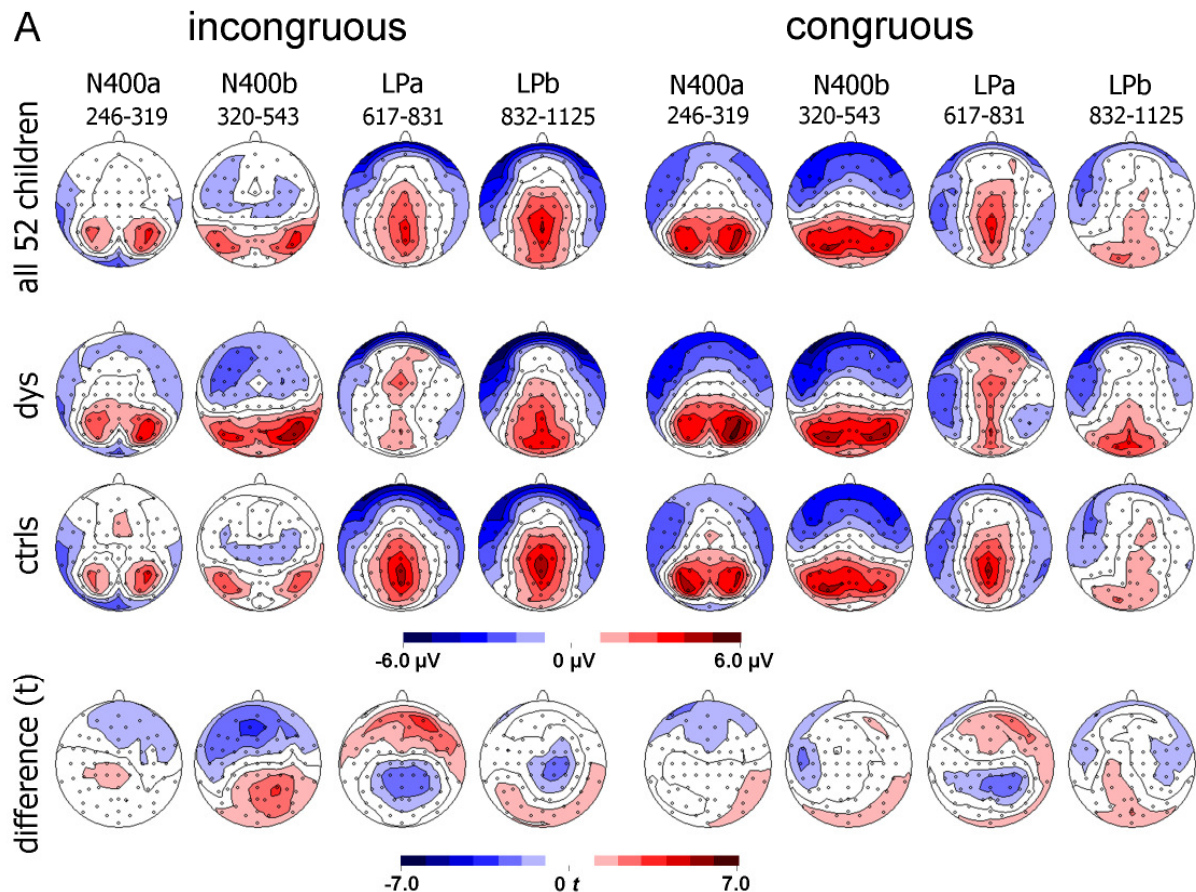 A
incongruous congruous
N400a N400b LPa LPb N400a N400b LPa LPb
246-319 320-543 617-831 832-1125 246-319 320-543 617-831 832-1125
all 52 children
dys
ctrls
-6.0 µV 0 µV 6.0 µV
difference (t)
-7.0 0 t 7.0